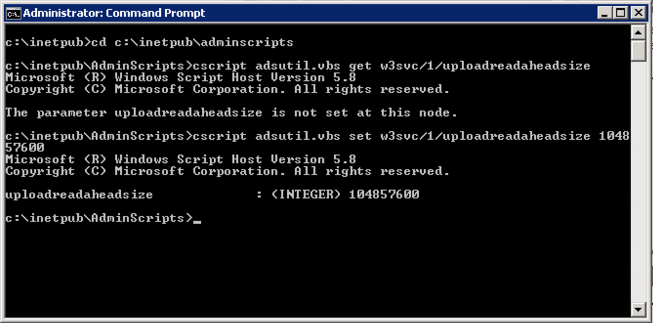 Administrator: Command Prompt
c:\inetpub>cd c:\inetpub\adminscripts
c:\inetpub\AdminScripts>cscript adsutil.vbs get w3svc/1/uploadreadaheadsize
Microsoft (R) Windows Script Host Version 5.8
Copyright (C) Microsoft Corporation. All rights reserved.
The parameter uploadreadaheadsize is not set at this node.
c:\inetpub\AdminScripts>cscript adsutil.vbs set w3svc/1/uploadreadaheadsize 1048
57600
Microsoft (R) Windows Script Host Version 5.8
Copyright (C) Microsoft Corporation. All rights reserved.
uploadreadaheadsize : (INTEGER) 104857600
c:\inetpub\AdminScripts>_